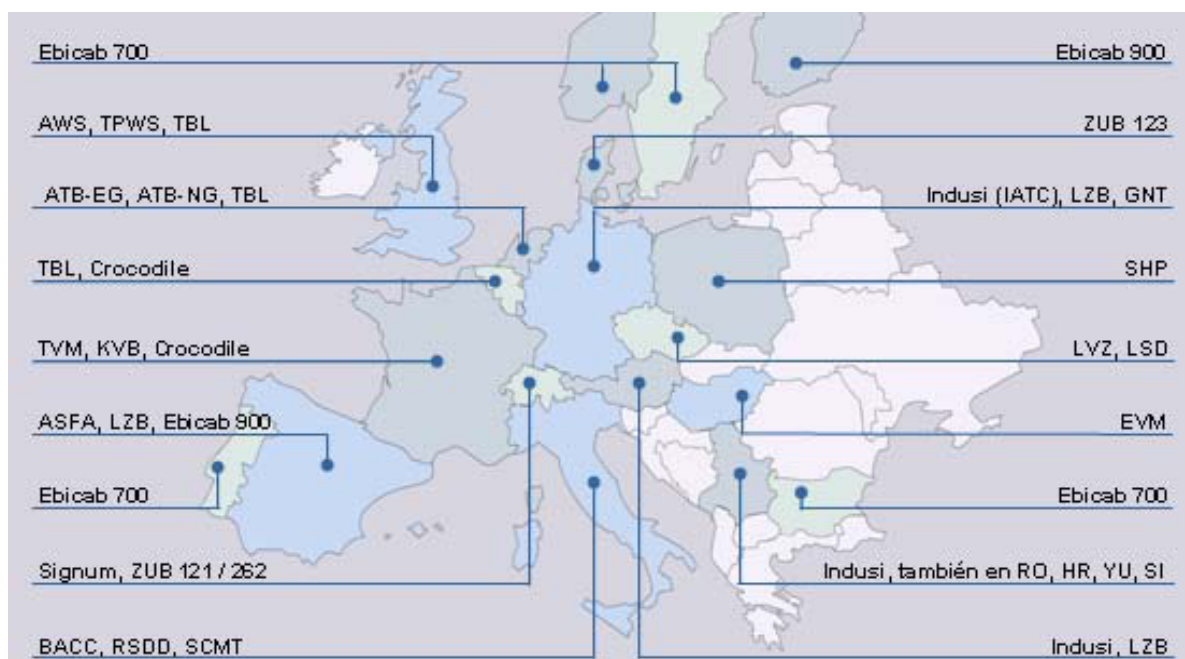 Ebicab 700
AWS, TPWS, TBL
ATB-EG, ATB-NG, TBL
TBL, Crocodile
TVM, KVB, Crocodile
ASFA, LZB, Ebicab 900
Ebicab 700
Signum, ZUB 121 / 262
BACC, RSDD, SCMT
Ebicab 900
ZUB 123
Indusi (IATC), LZB, GNT
SHP
LVZ, LSD
EVM
Ebicab 700
Indusi, también en RO, HR, YU, SI
Indusi, LZB